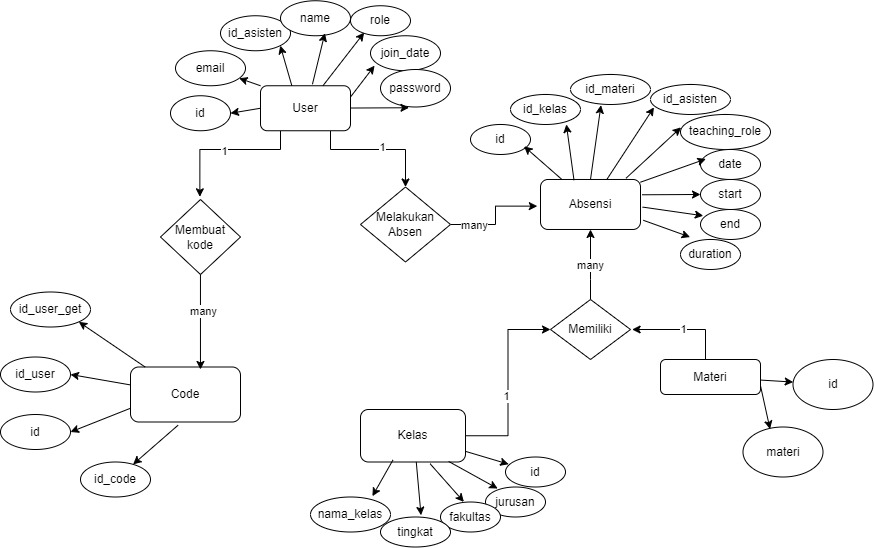 name
role
id_asisten
join_date
email
password
id
User
id_materi
id_asisten
id_kelas
teaching_role
id
date
start
end
duration
Absensi
1
1
Membuat
kode
Melakukan
Absen
many
many
many
Memiliki
1
1
id_user_get
id_user
id
id_code
Code
Materi
id
materi
Kelas
id
jurusan
fakultas
tingkat
nama_kelas